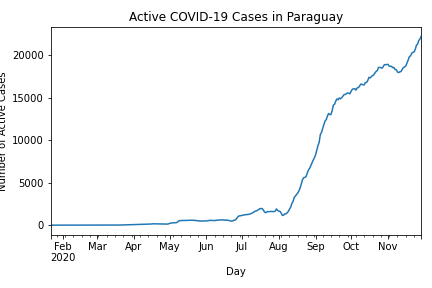 Active COVID-19 Cases in Paraguay
20000
15000
10000
5000
0
Number of Active Cases
Feb
2020
Mar
Apr
May
Jun
Jul
Aug
Sep
Oct
Nov
Day